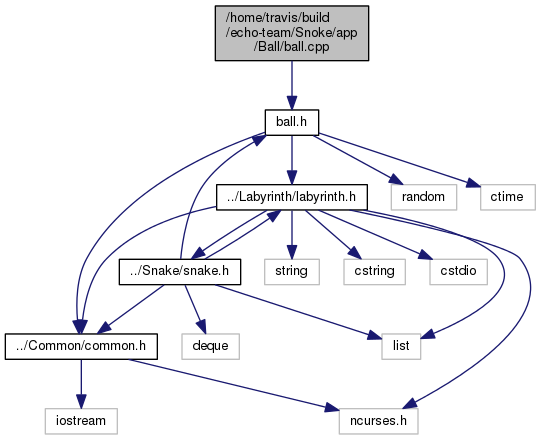 /home/travis/build
/echo-team/Snoke/app
/Ball/ball.cpp
ball.h
../Labyrinth/labyrinth.h
random
ctime
../Snake/snake.h
string
cstring
cstdio
../Common/common.h
deque
list
iostream
ncurses.h